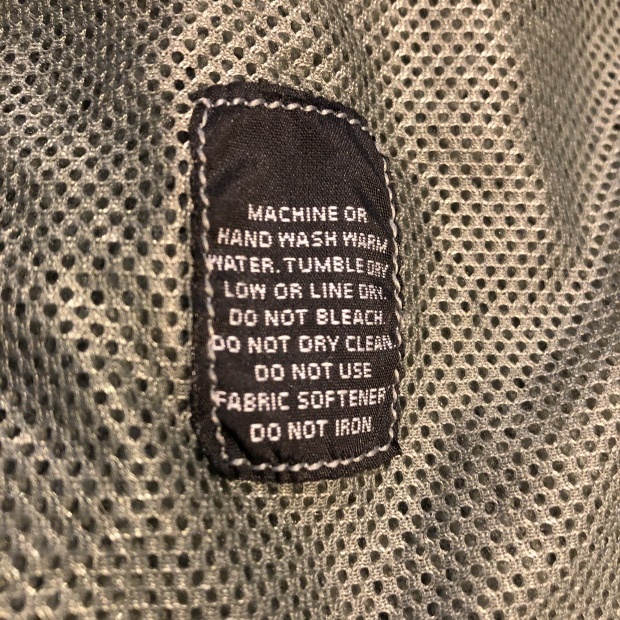 MACHINE OR
HAND WASH WARM
WATER. TUMBLE DRY
LOW OR LINE DRY.
DO NOT BLEACH
DO NOT DRY CLEAN.
DO NOT USE
FABRIC SOFTENER
DO NOT IRON